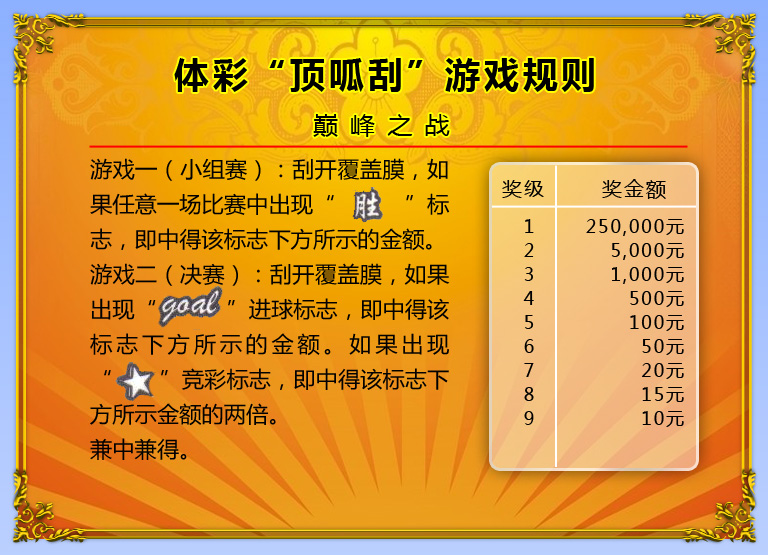 体彩“顶呱刮”游戏规则
巅峰之战
游戏一（小组赛）：刮开覆盖膜，如
果任意一场比赛中出现“胜”标
志，即中得该标志下方所示的金额。
游戏二（决赛）：刮开覆盖膜，如果
出现“goal”进球标志，即中得该
标志下方所示的金额。如果出现
“☆”竞彩标志，即中得该标志下
方所示金额的两倍。
兼中兼得。
奖级 奖金额
1 250,000元
2 5,000元
3 1,000元
4 500元
5 100元
6 50元
7 20元
8 15元
9 10元